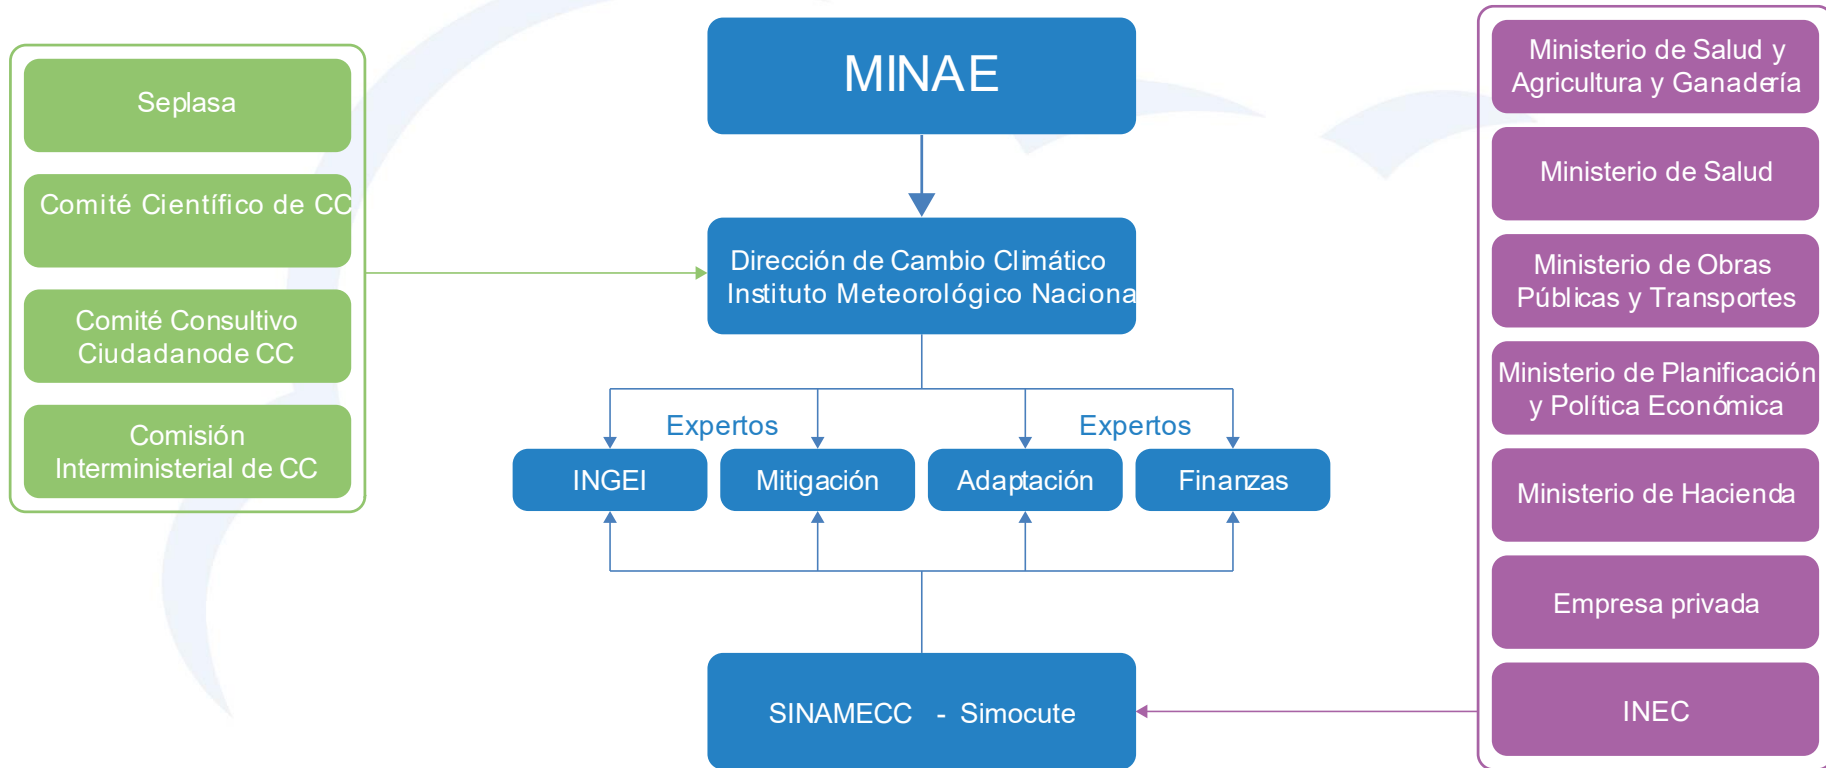 Seplasa
Comité Científico de CC
Comité Consultivo
Ciudadanode CC
Comisión
Interministerial de CC
MINAE
Dirección de Cambio Climático
Instituto Meteorológico Naciona
Expertos
Expertos
INGEI
Mitigación
Adaptación
Finanzas
SINAMECC - Simocute
Ministerio de Salud y
Agricultura y Ganadería
Ministerio de Salud
Ministerio de Obras
Públicas y Transportes
Ministerio de Planificación
y Política Económica
Ministerio de Hacienda
Empresa privada
INEC